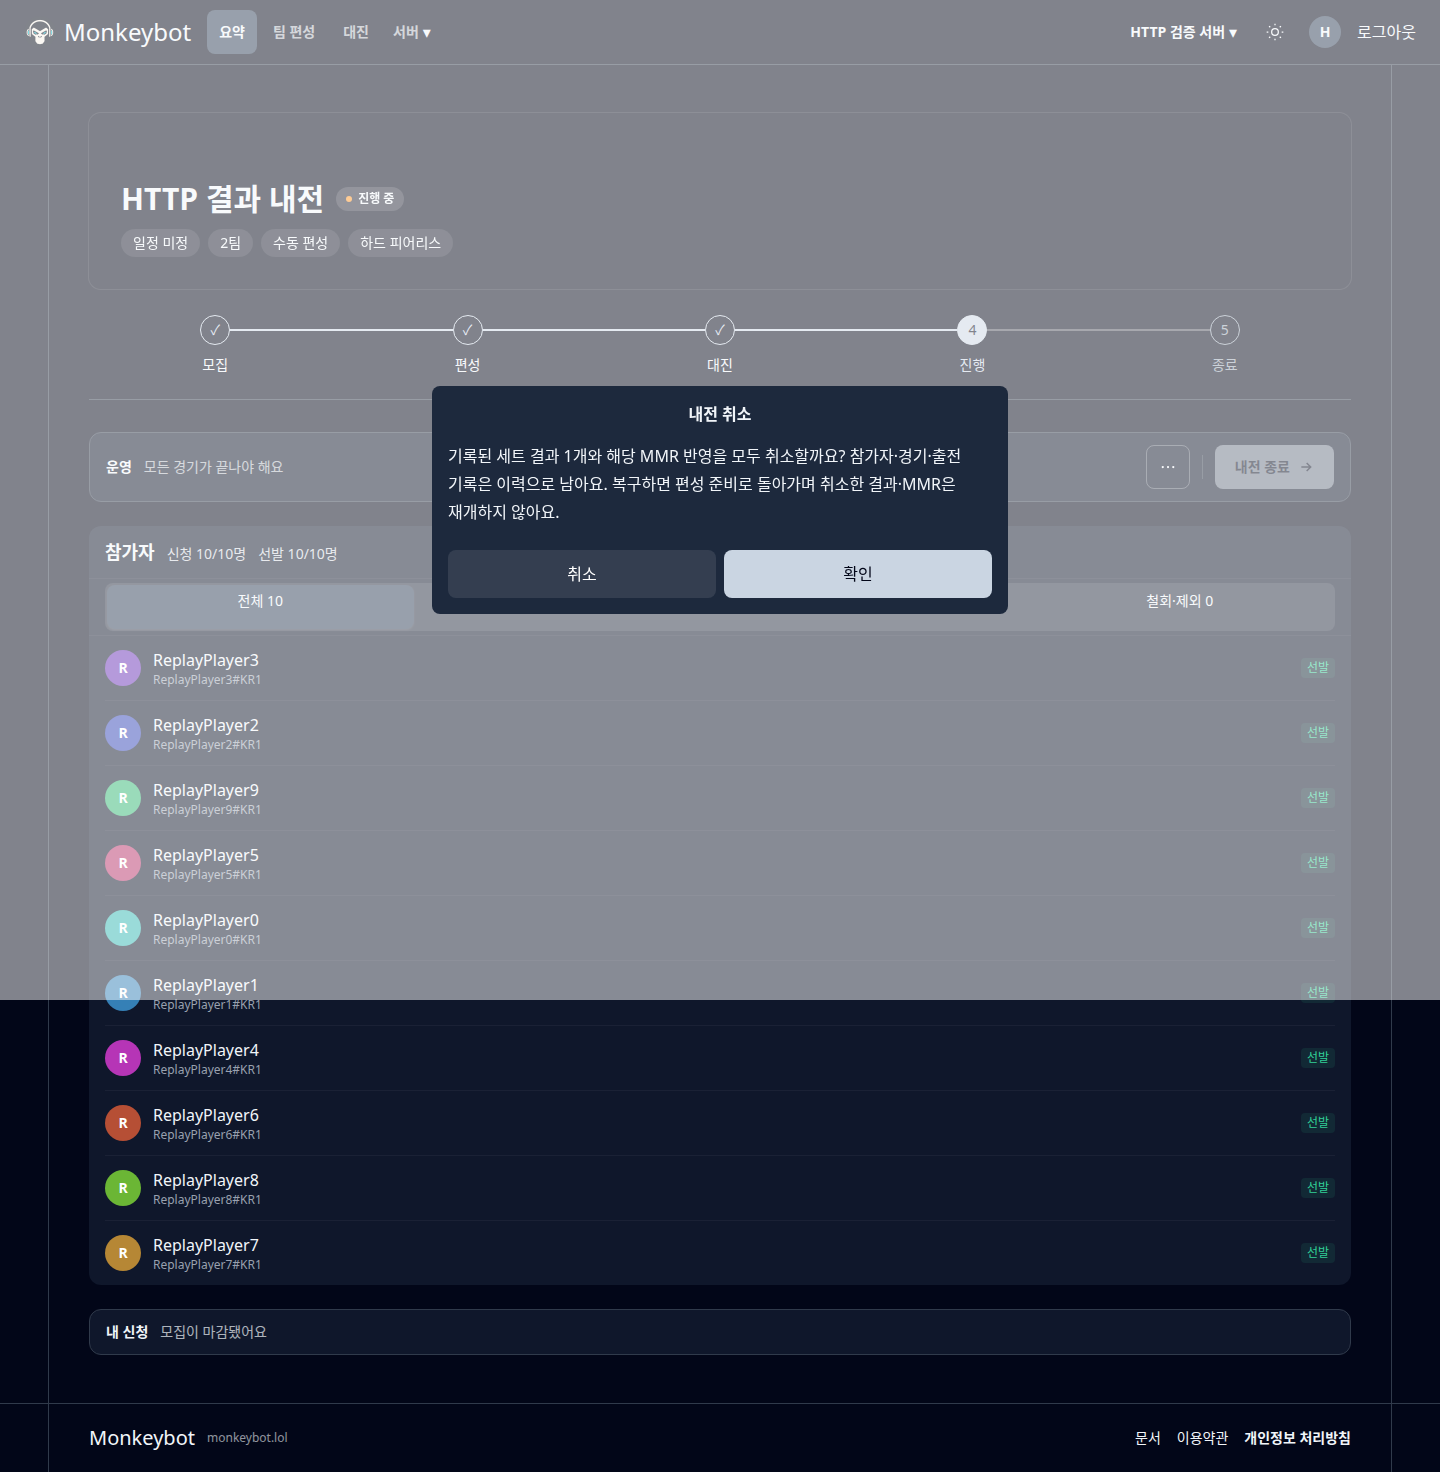 Monkeybot 요약 팀 편성 대진 서버 ▾ HTTP 검증 서버 ▾ H 로그아웃
HTTP 결과 내전 진행 중
일정 미정 2팀 수동 편성 하드 피어리스
✓ ✓ ✓ 4 5
모집 편성 대진 진행 종료
내전 취소
기록된 세트 결과 1개와 해당 MMR 반영을 모두 취소할까요? 참가자·경기·출전
기록은 이력으로 남아요. 복구하면 편성 준비로 돌아가며 취소한 결과·MMR은
재개하지 않아요.
취소 확인
운영 모든 경기가 끝나야 해요 ⋯ 내전 종료 →
참가자 신청 10/10명 선발 10/10명
전체 10 철회·제외 0
R ReplayPlayer3 선발
ReplayPlayer3#KR1
R ReplayPlayer2 선발
ReplayPlayer2#KR1
R ReplayPlayer9 선발
ReplayPlayer9#KR1
R ReplayPlayer5 선발
ReplayPlayer5#KR1
R ReplayPlayer0 선발
ReplayPlayer0#KR1
R ReplayPlayer1 선발
ReplayPlayer1#KR1
R ReplayPlayer4 선발
ReplayPlayer4#KR1
R ReplayPlayer6 선발
ReplayPlayer6#KR1
R ReplayPlayer8 선발
ReplayPlayer8#KR1
R ReplayPlayer7 선발
ReplayPlayer7#KR1
내 신청 모집이 마감됐어요
Monkeybot monkeybot.lol 문서 이용약관 개인정보 처리방침